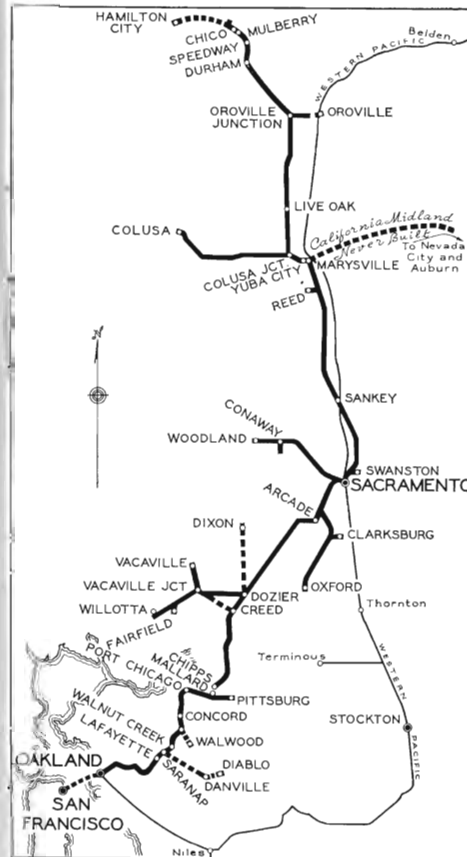 HAMILTON
CITY
CHICO
MULBERRY
SPEEDWAY
DURHAM
Belden
WESTERN PACIFIC
OROVILLE
JUNCTION
OROVILLE
LIVE OAK
COLUSA
California Midland
Never Built
To Nevada
City and
Auburn
COLUSA JCT
YUBA CITY
MARYSVILLE
REED
SANKEY
CONAWAY
WOODLAND
SWANSTON
SACRAMENTO
ARCADE
DIXON
CLARKSBURG
VACAVILLE
VACAVILLE JCT
DOZIER
OXFORD
WILLOTTA
CREED
Thornton
FAIRFIELD
PORT CHICAGO
CHIPPS
MALLARD
Terminous
WESTERN
PACIFIC
PITTSBURG
WALNUT CREEK
CONCORD
STOCKTON
LAFAYETTE
WALWOOD
SARANAP
DIABLO
DANVILLE
OAKLAND
SAN
FRANCISCO
Niles